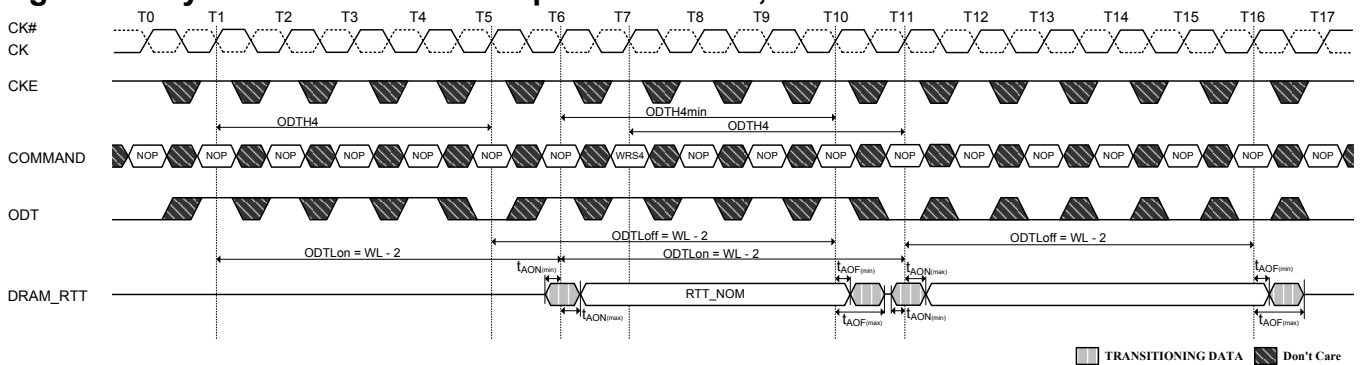 T0 T1 T2 T3 T4 T5 T6 T7 T8 T9 T10 T11 T12 T13 T14 T15 T16 T17
CK#
CK
CKE
ODTH4min
ODTH4
ODTH4
COMMAND NOP NOP NOP NOP NOP NOP NOP WRS4 NOP NOP NOP NOP NOP NOP NOP NOP NOP NOP
ODT
ODTLoff = WL - 2
ODTLoff = WL - 2
ODTLon = WL - 2
ODTLon = WL - 2
tAON(min) tAOF(min) tAON(max) tAOF(min)
DRAM_RTT RTT_NOM
tAON(max) tAOF(max) tAON(min) tAOF(max)
TRANSITIONING DATA Don't Care